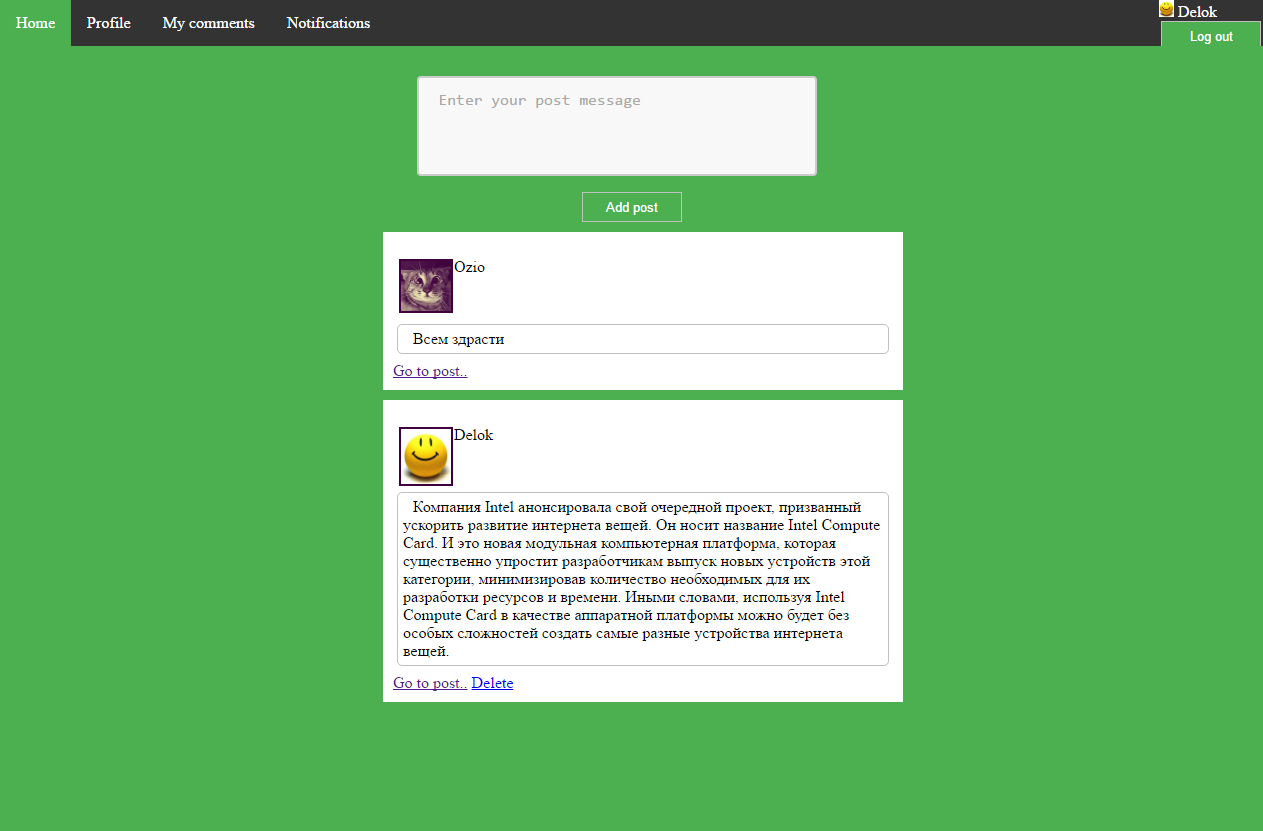 Home Profile My comments Notifications Delok
Log out
Enter your post message
Add post
Ozio
Всем здрасти
Go to post..
Delok
Компания Intel анонсировала свой очередной проект, призванный
ускорить развитие интернета вещей. Он носит название Intel Compute
Card. И это новая модульная компьютерная платформа, которая
существенно упростит разработчикам выпуск новых устройств этой
категории, минимизировав количество необходимых для их
разработки ресурсов и времени. Иными словами, используя Intel
Compute Card в качестве аппаратной платформы можно будет без
особых сложностей создать самые разные устройства интернета
вещей.
Go to post.. Delete